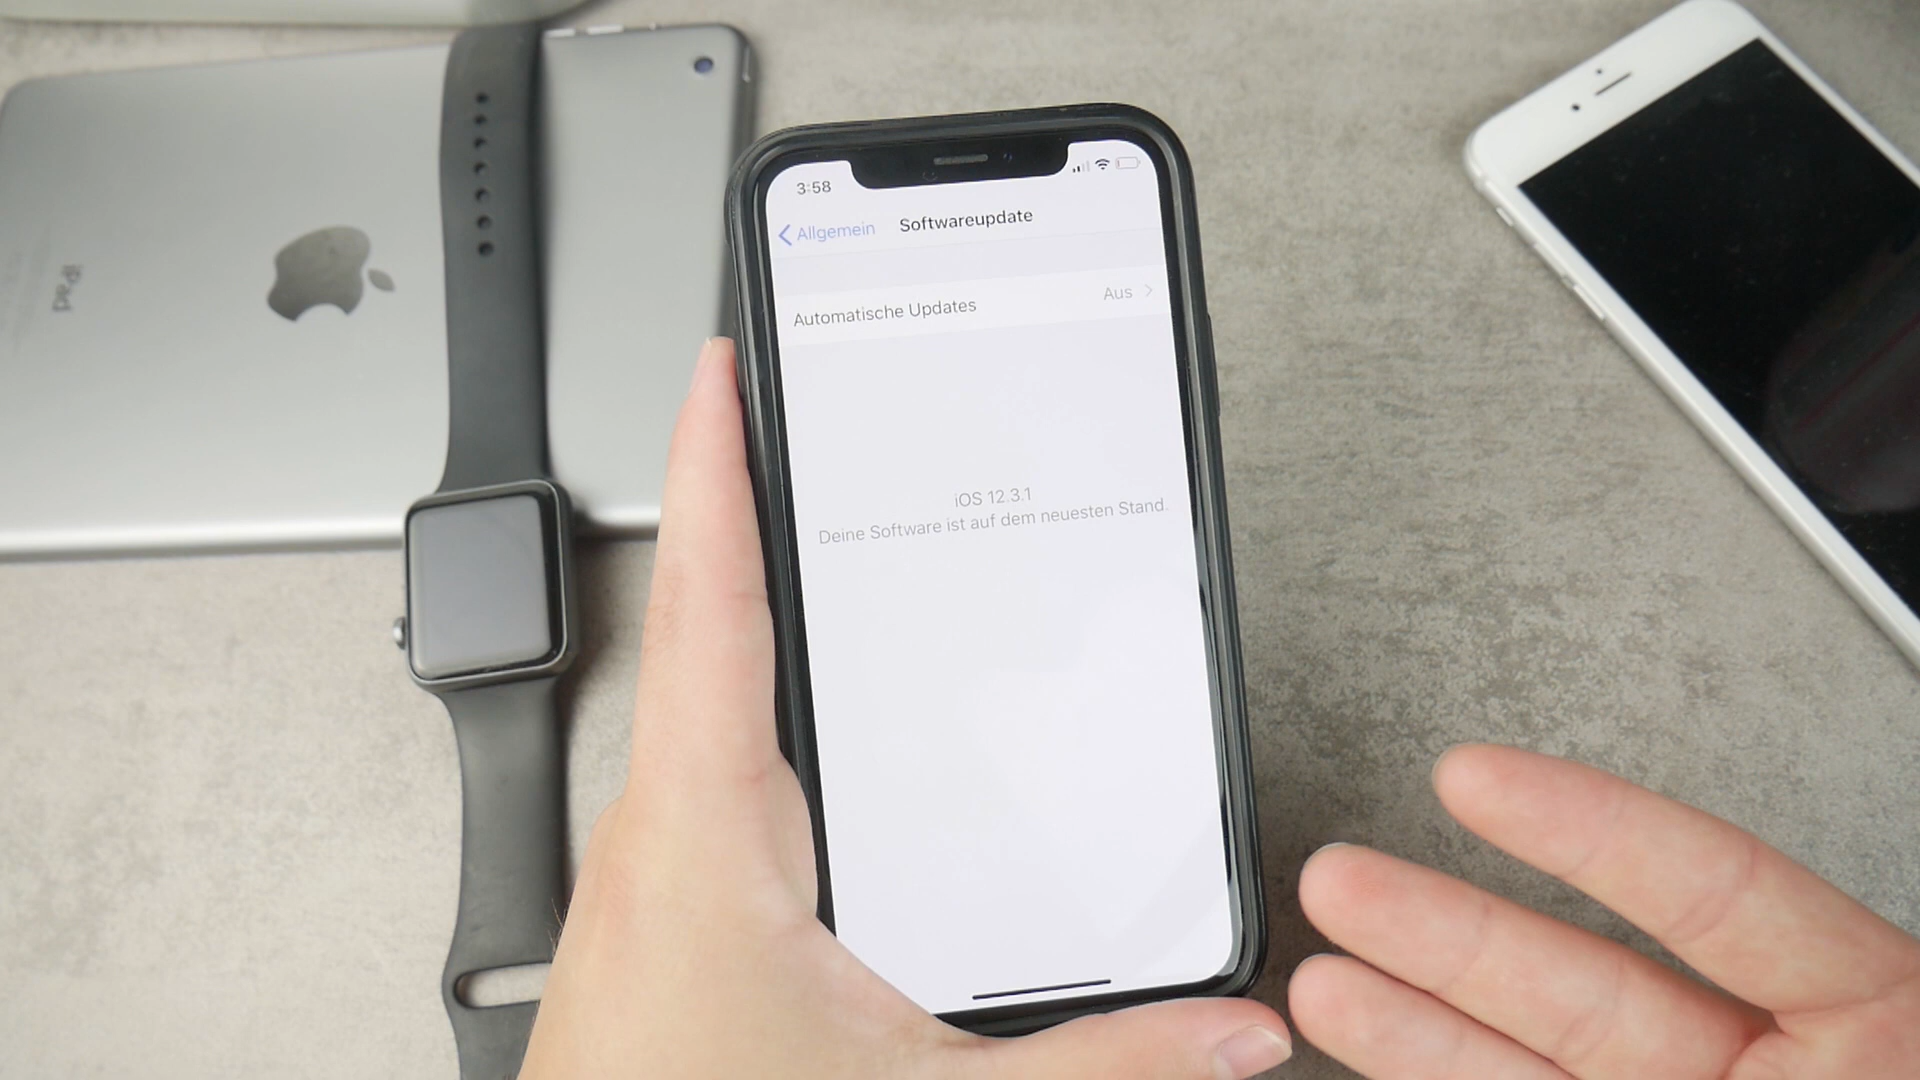 3:58
Allgemein
Softwareupdate
Automatische Updates
Aus
iOS 12.3.1
Deine Software ist auf dem neuesten Stand.
iPad